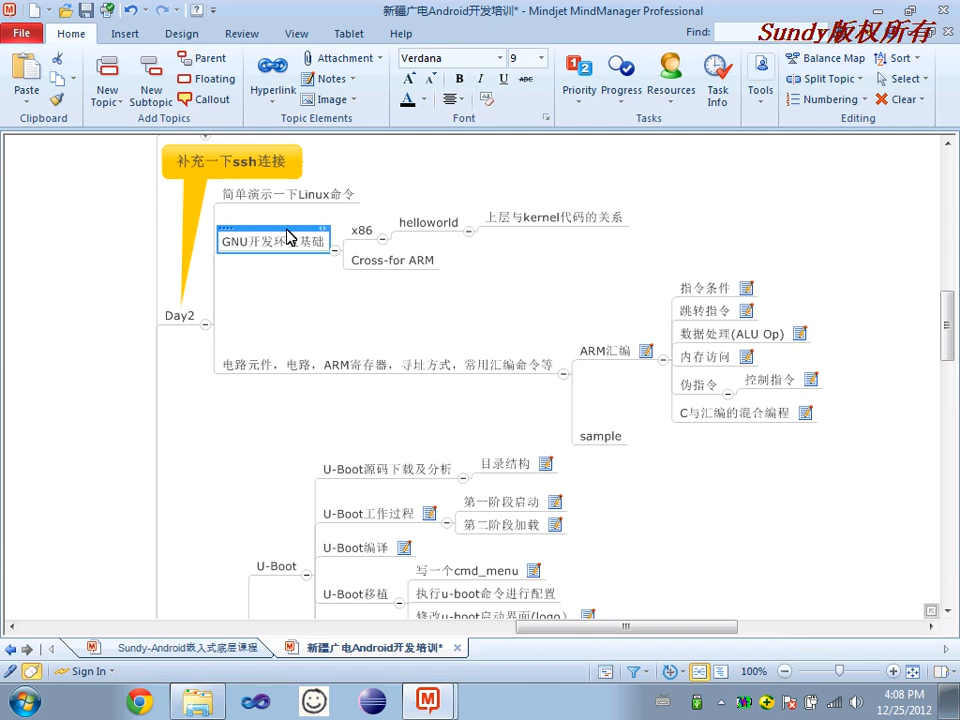 新疆广电Android开发培训* - Mindjet MindManager Professional
Sundy版权所有
File Home Insert Design Review View Tablet Help Find:
Paste
New Topic
New Subtopic
Parent
Floating
Callout
Hyperlink
Attachment
Notes
Image
Verdana 9
B I U ABC
A
Priority
Progress
Resources
Task Info
Tools
Balance Map
Split Topic
Numbering
Sort
Select
Clear
Clipboard Add Topics Topic Elements Font Tasks Editing
补充一下ssh连接
简单演示一下Linux命令
GNU开发环境基础
x86
helloworld
上层与kernel代码的关系
Cross-for ARM
Day2
电路元件，电路，ARM寄存器，寻址方式，常用汇编命令等
ARM汇编
指令条件
跳转指令
数据处理(ALU Op)
内存访问
伪指令
控制指令
C与汇编的混合编程
sample
U-Boot
U-Boot源码下载及分析
目录结构
U-Boot工作过程
第一阶段启动
第二阶段加载
U-Boot编译
U-Boot移植
写一个cmd_menu
执行u-boot命令进行配置
修改u-boot启动界面(logo)
Sundy-Android嵌入式底层课程
新疆广电Android开发培训*
Sign In
100%
4:08 PM
12/25/2012